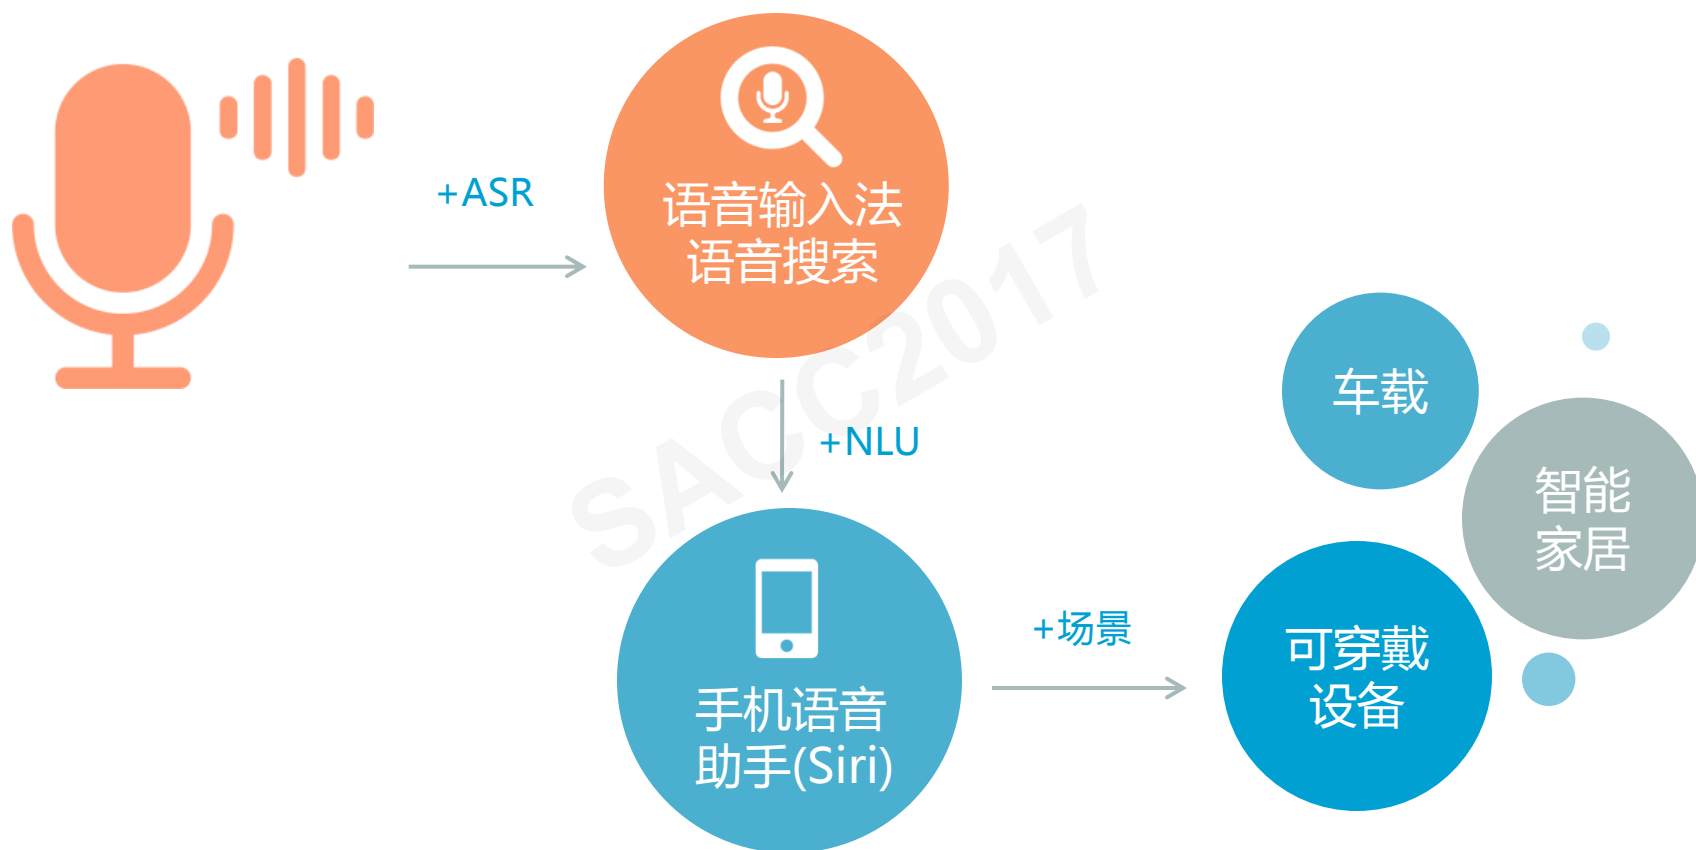 +ASR
语音输入法
语音搜索
SACC2017
+NLU
手机语音
助手(Siri)
+场景
车载
智能
家居
可穿戴
设备